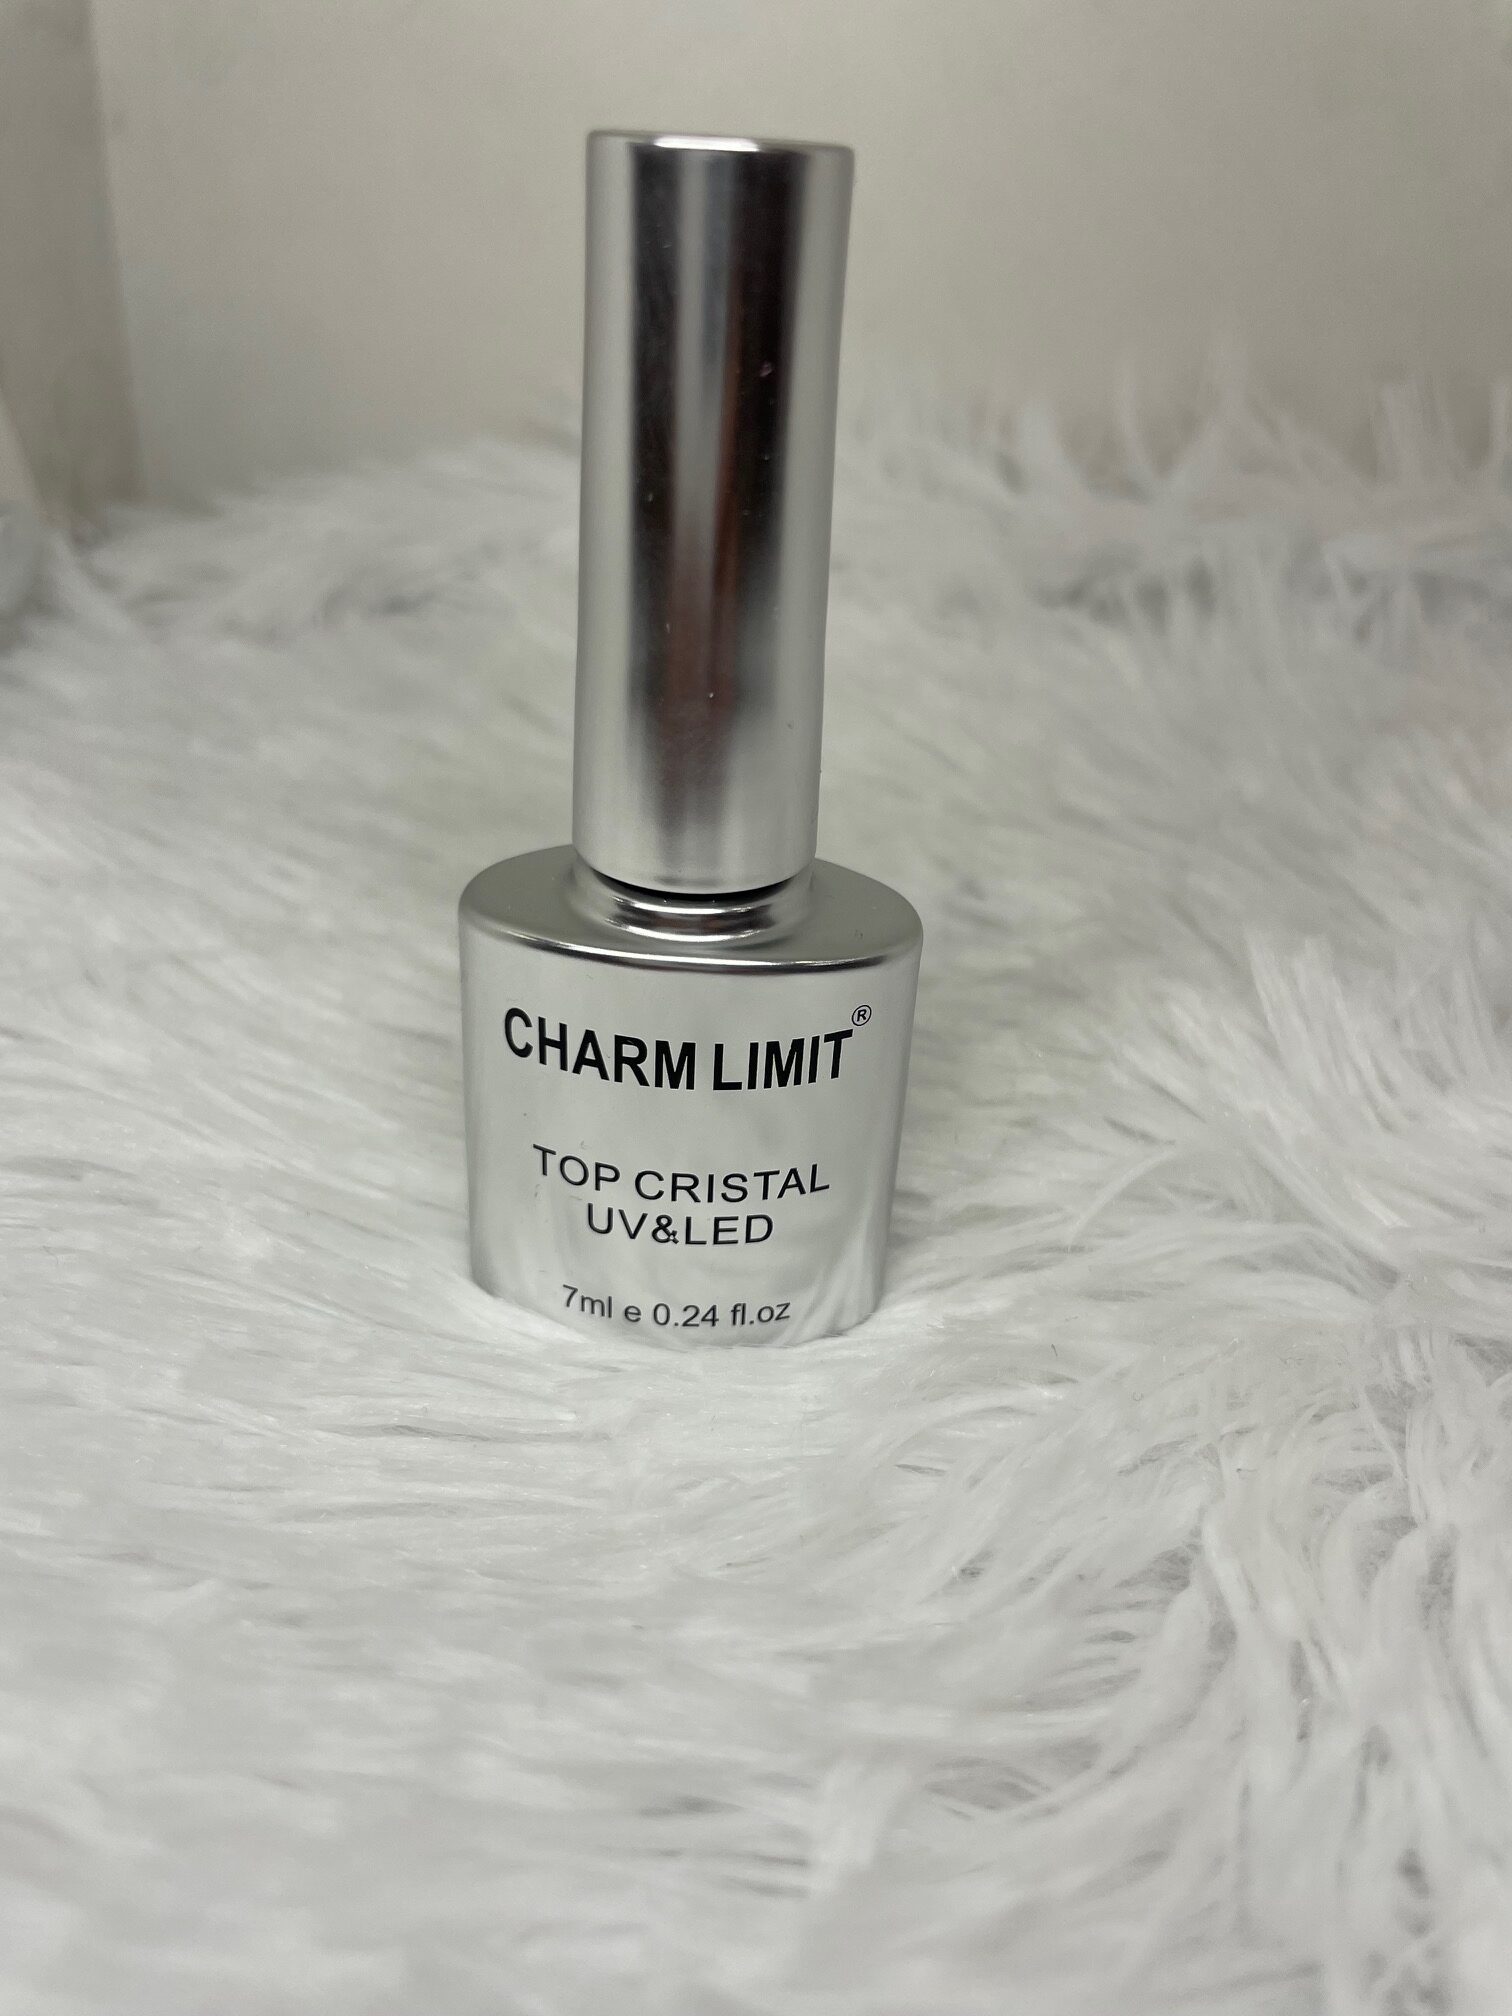 CHARM LIMIT®
TOP CRISTAL
UV&LED
7ml e 0.24 fl.oz